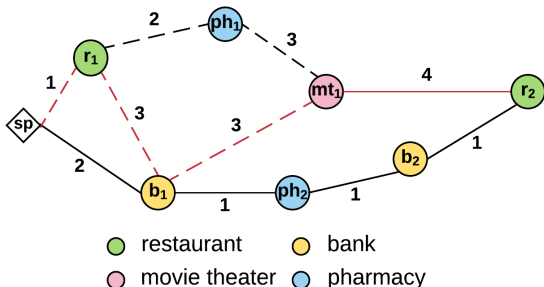 2
ph1
3
r1
1
4
mt1
r2
3
3
sp
b2
1
2
b1
ph2
1
1
restaurant
bank
movie theater
pharmacy